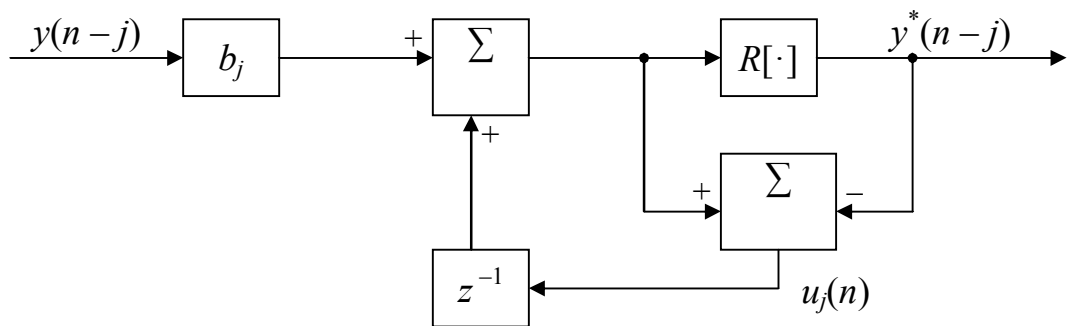 y(n – j) b_j + ∑ R[·] y^*(n – j)
+
+ ∑ –
z^{–1} u_j(n)